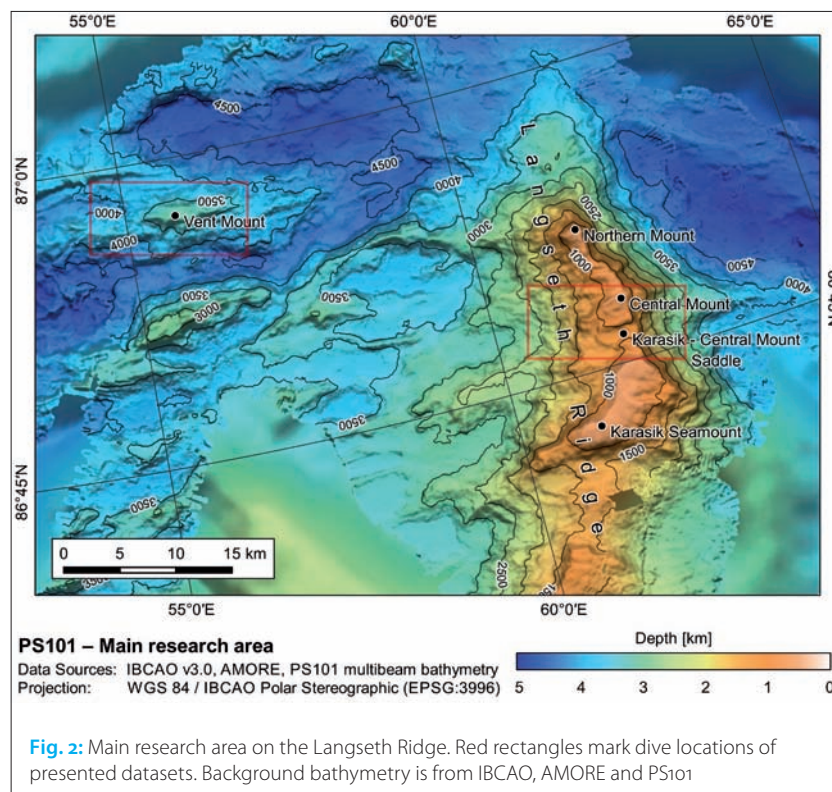 55°0'E 60°0'E 65°0'E
4500
87°0'N
4500
4000
3500
4000
Vent Mount
4000
3000
2500
Langseth Ridge
Northern Mount
1000
3500
4500
4000
3500
3000
3500
Central Mount
Karasik - Central Mount
Saddle
1000
3500
Karasik Seamount
1500
86°45'N
3500
2500
0 5 10 15 km
55°0'E 60°0'E
PS101 – Main research area
Data Sources: IBCAO v3.0, AMORE, PS101 multibeam bathymetry
Projection: WGS 84 / IBCAO Polar Stereographic (EPSG:3996)
Depth [km]
5 4 3 2 1 0
Fig. 2: Main research area on the Langseth Ridge. Red rectangles mark dive locations of
presented datasets. Background bathymetry is from IBCAO, AMORE and PS101